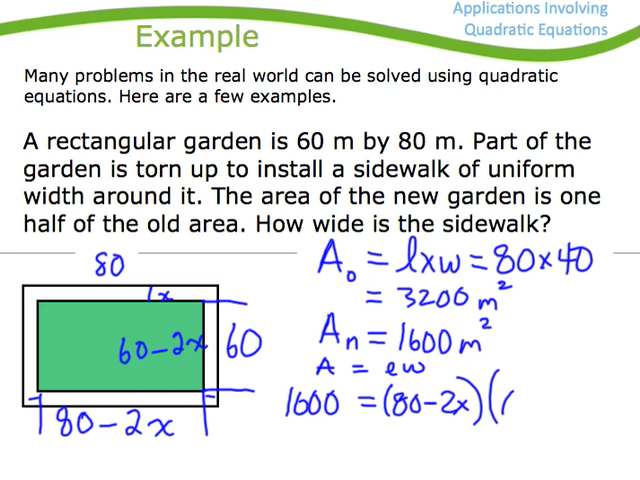 Applications Involving
Quadratic Equations
Example
Many problems in the real world can be solved using quadratic
equations. Here are a few examples.
A rectangular garden is 60 m by 80 m. Part of the
garden is torn up to install a sidewalk of uniform
width around it. The area of the new garden is one
half of the old area. How wide is the sidewalk?
80
x
60-2x
60
80-2x
A₀ = lxw = 80x40
= 3200 m²
Aₙ = 1600 m²
A = lw
1600 = (80-2x)(